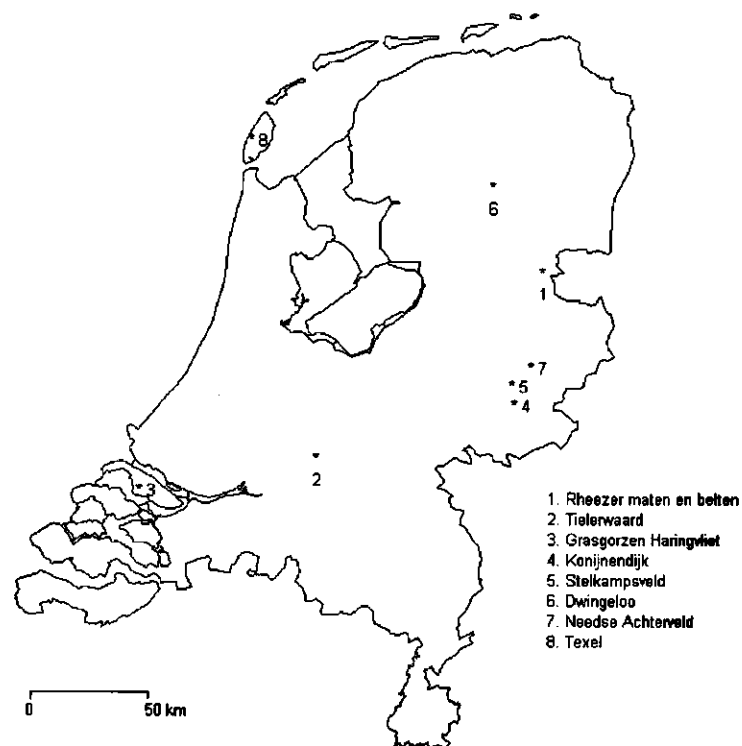 * 8
*
6
*
1
* 7
* 5
* 4
*
2
* 3
1. Rheezer maten en belten
2. Tielerwaard
3. Grasgorzen Haringvliet
4. Konijnendijk
5. Stelkampsveld
6. Dwingeloo
7. Needse Achterveld
8. Texel
0 50 km